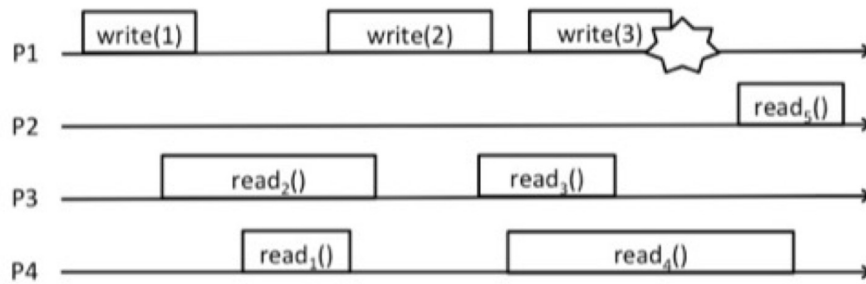 P1 write(1) write(2) write(3)
P2 read₅()
P3 read₂() read₃()
P4 read₁() read₄()